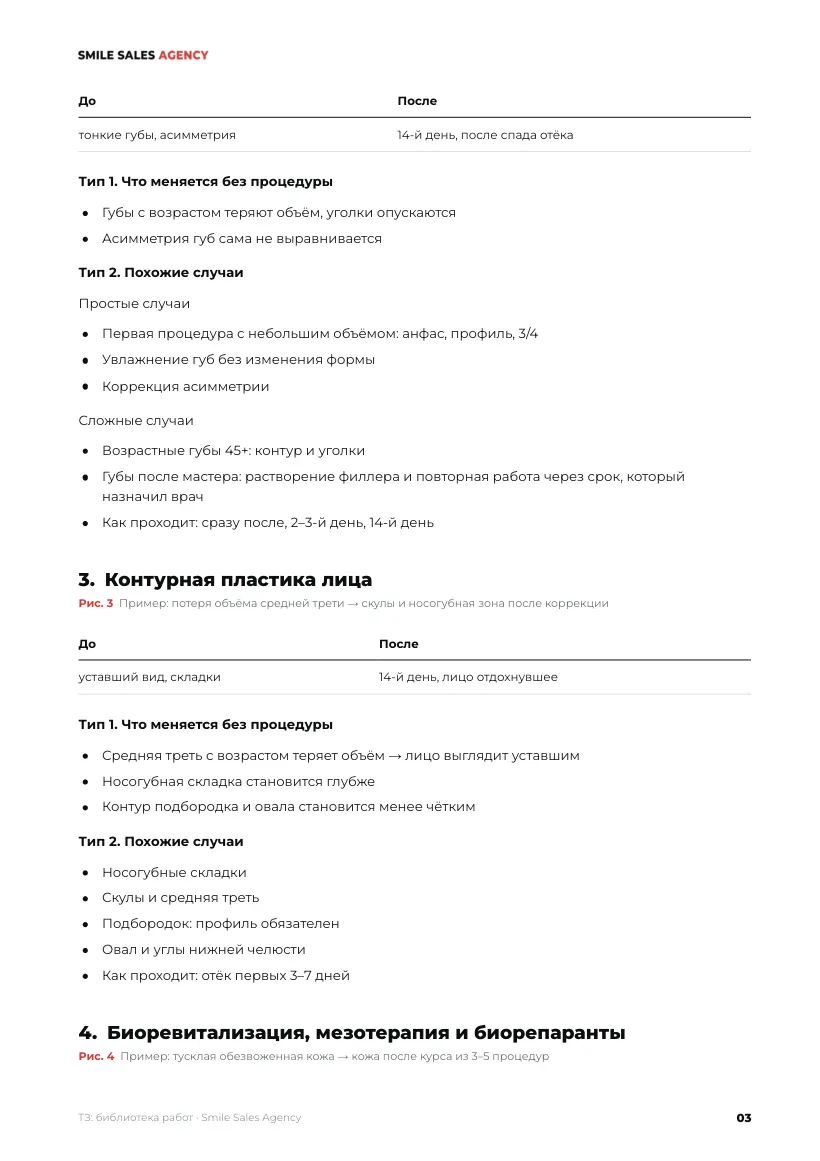 SMILE SALES AGENCY
До После
тонкие губы, асимметрия 14-й день, после спада отёка
Тип 1. Что меняется без процедуры
● Губы с возрастом теряют объём, уголки опускаются
● Асимметрия губ сама не выравнивается
Тип 2. Похожие случаи
Простые случаи
● Первая процедура с небольшим объёмом: анфас, профиль, 3/4
● Увлажнение губ без изменения формы
● Коррекция асимметрии
Сложные случаи
● Возрастные губы 45+: контур и уголки
● Губы после мастера: растворение филлера и повторная работа через срок, который
назначил врач
● Как проходит: сразу после, 2–3-й день, 14-й день
3. Контурная пластика лица
Рис. 3 Пример: потеря объёма средней трети → скулы и носогубная зона после коррекции
До После
уставший вид, складки 14-й день, лицо отдохнувшее
Тип 1. Что меняется без процедуры
● Средняя треть с возрастом теряет объём → лицо выглядит уставшим
● Носогубная складка становится глубже
● Контур подбородка и овала становится менее чётким
Тип 2. Похожие случаи
● Носогубные складки
● Скулы и средняя треть
● Подбородок: профиль обязателен
● Овал и углы нижней челюсти
● Как проходит: отёк первых 3–7 дней
4. Биоревитализация, мезотерапия и биорепаранты
Рис. 4 Пример: тусклая обезвоженная кожа → кожа после курса из 3–5 процедур
ТЗ: библиотека работ · Smile Sales Agency 03